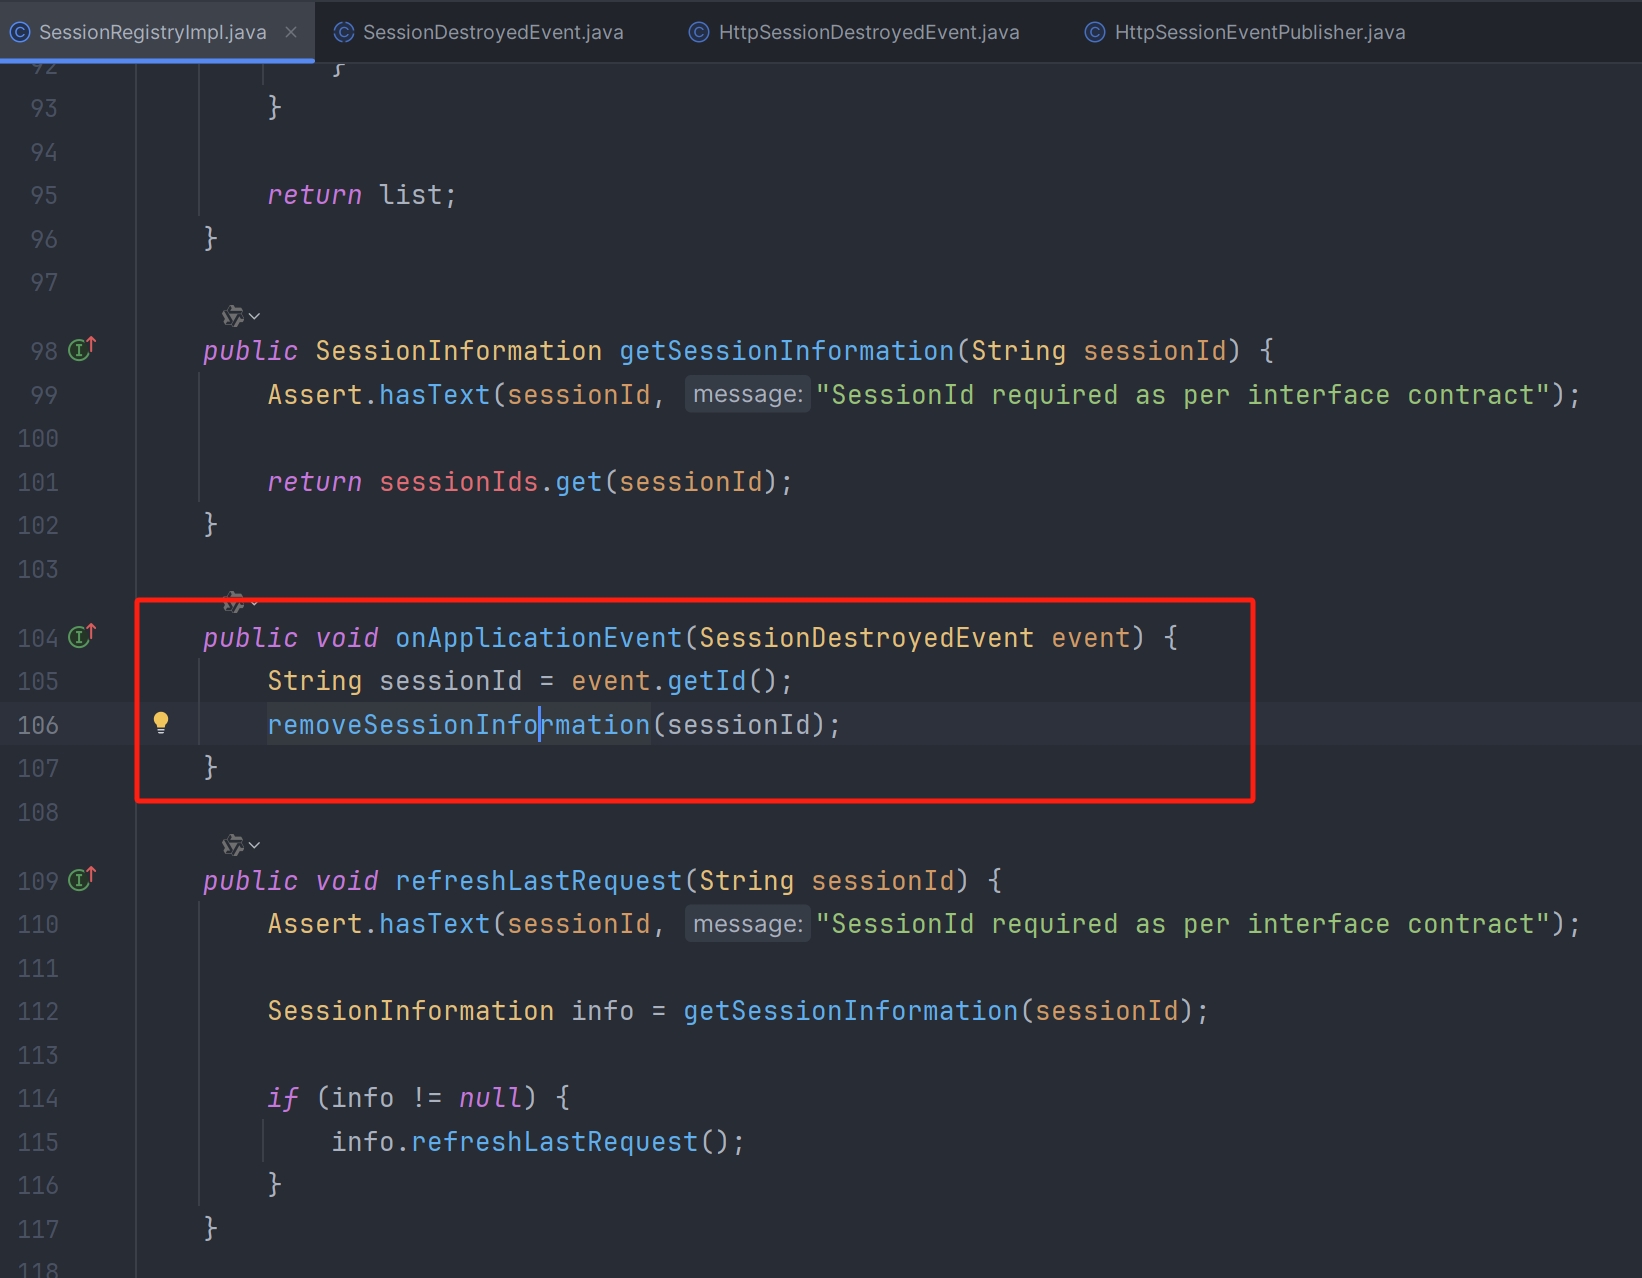 SessionRegistryImpl.java
SessionDestroyedEvent.java
HttpSessionDestroyedEvent.java
HttpSessionEventPublisher.java
92 }
93 }
94
95 return list;
96 }
97
98 public SessionInformation getSessionInformation(String sessionId) {
99 Assert.hasText(sessionId, message: "SessionId required as per interface contract");
100
101 return sessionIds.get(sessionId);
102 }
103
104 public void onApplicationEvent(SessionDestroyedEvent event) {
105 String sessionId = event.getId();
106 removeSessionInformation(sessionId);
107 }
108
109 public void refreshLastRequest(String sessionId) {
110 Assert.hasText(sessionId, message: "SessionId required as per interface contract");
111
112 SessionInformation info = getSessionInformation(sessionId);
113
114 if (info != null) {
115 info.refreshLastRequest();
116 }
117 }
118